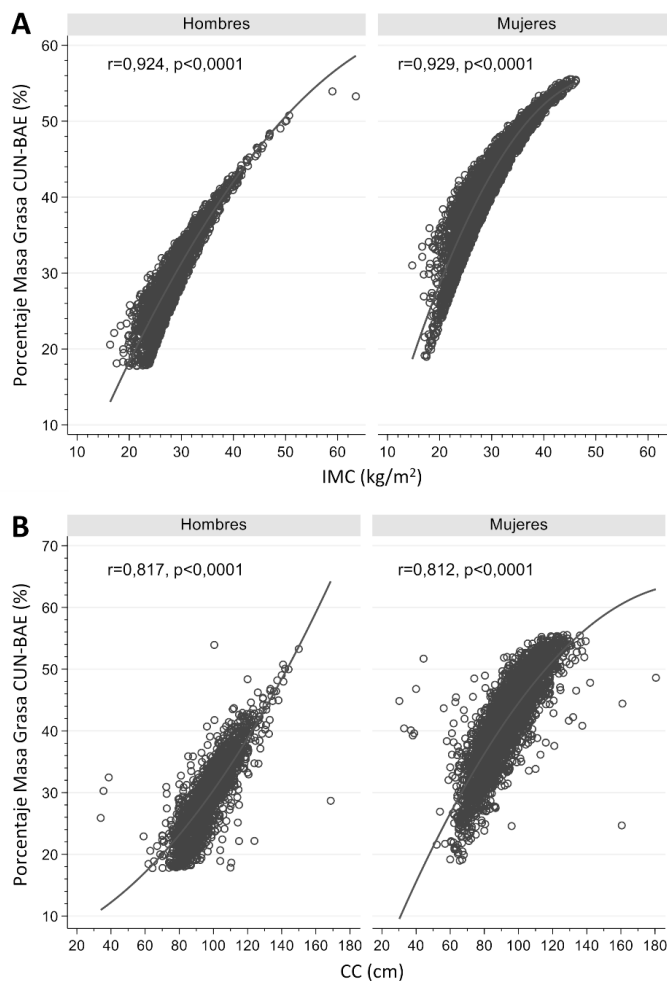 A
Hombres
Mujeres
r=0,924, p<0,0001
r=0,929, p<0,0001
Porcentaje Masa Grasa CUN-BAE (%)
60
50
40
30
20
10
10 20 30 40 50 60
10 20 30 40 50 60
IMC (kg/m²)
B
Hombres
Mujeres
r=0,817, p<0,0001
r=0,812, p<0,0001
Porcentaje Masa Grasa CUN-BAE (%)
70
60
50
40
30
20
10
20 40 60 80 100 120 140 160 180
20 40 60 80 100 120 140 160 180
CC (cm)